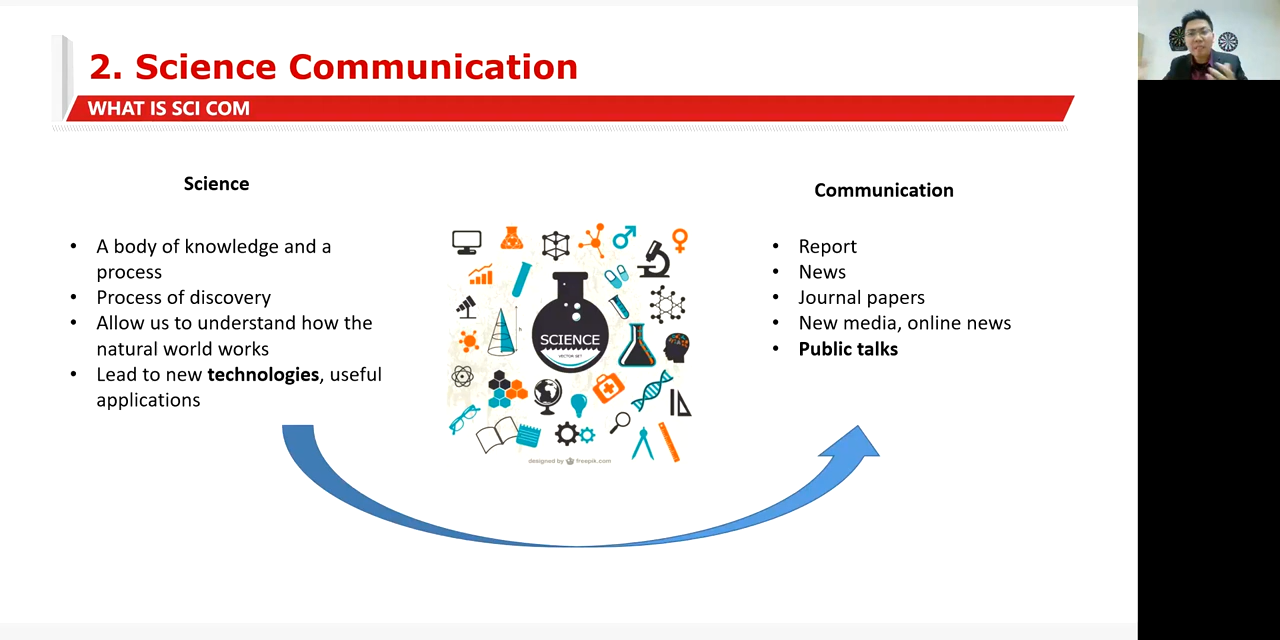 2. Science Communication
WHAT IS SCI COM
Science
• A body of knowledge and a
process
• Process of discovery
• Allow us to understand how the
natural world works
• Lead to new technologies, useful
applications
h
SCIENCE
VECTOR SET
designed by freepik.com
Communication
• Report
• News
• Journal papers
• New media, online news
• Public talks